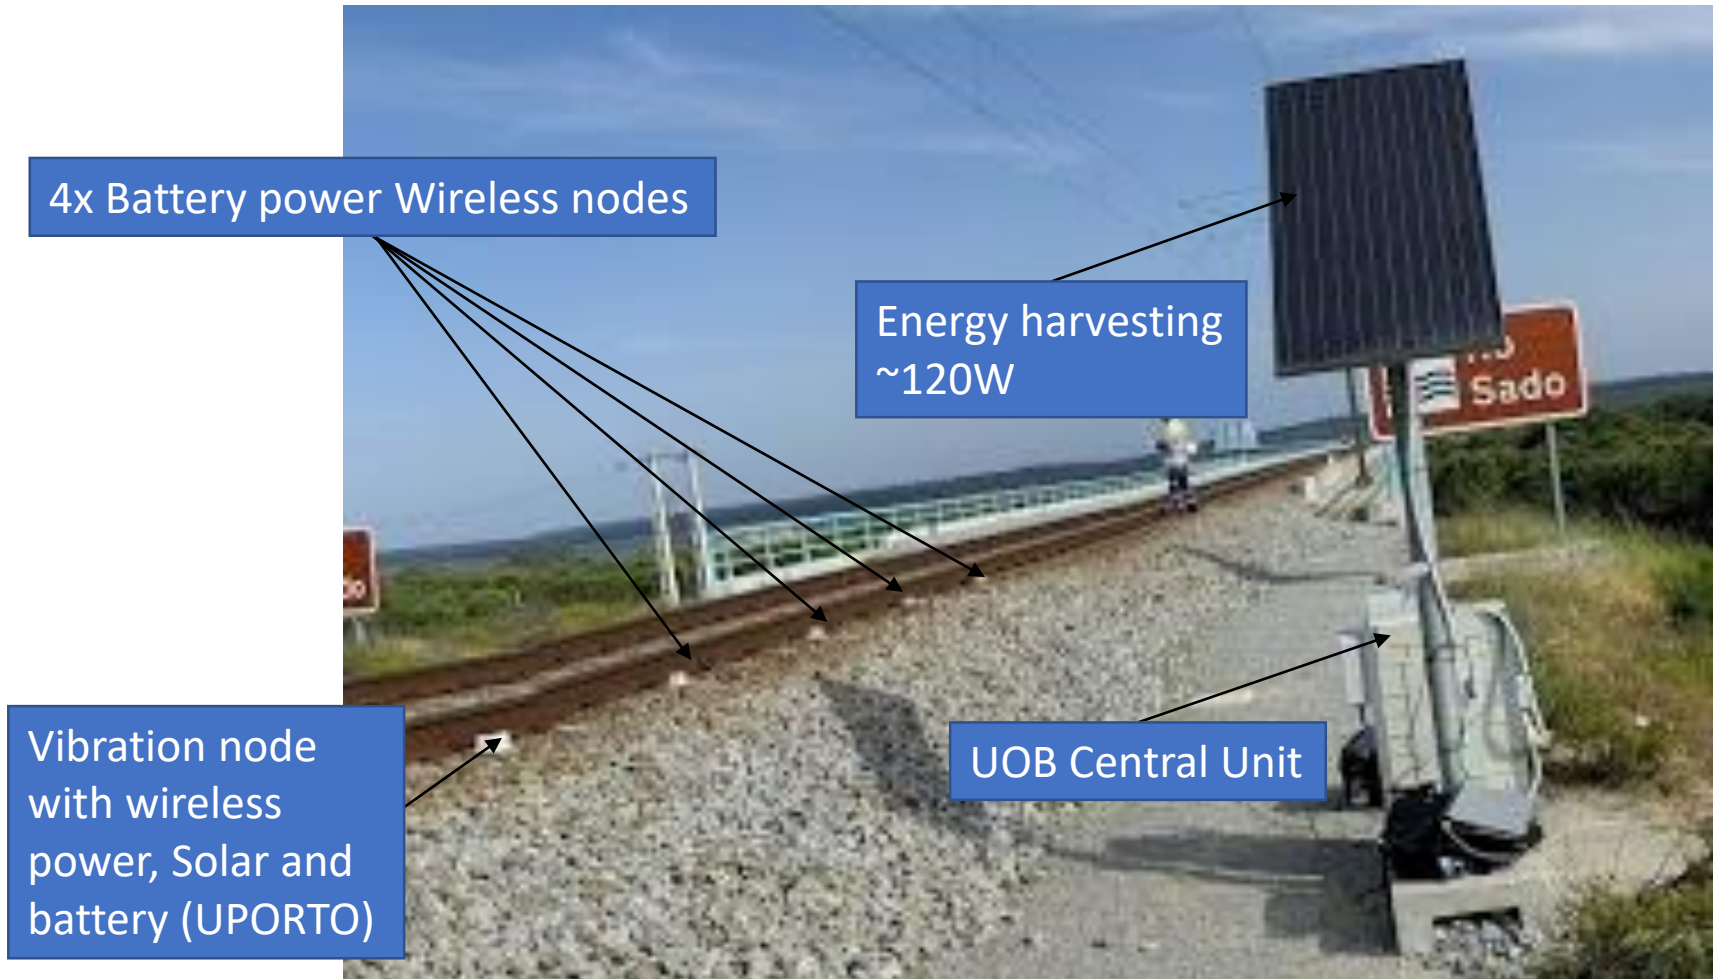 4x Battery power Wireless nodes
Energy harvesting
~120W
Sado
Vibration node
with wireless
power, Solar and
battery (UPORTO)
UOB Central Unit